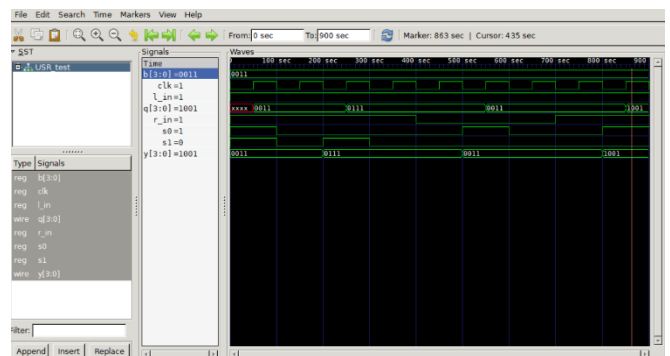 File Edit Search Time Markers View Help
From: 0 sec To: 900 sec Marker: 863 sec | Cursor: 435 sec
SST
USR_test
Type Signals
reg b[3:0]
reg clk
reg l_in
wire q[3:0]
reg r_in
reg s0
reg s1
wire y[3:0]
Filter:
Append Insert Replace
Signals
Time
b[3:0] =0011
clk =1
l_in =1
q[3:0] =1001
r_in =1
s0 =1
s1 =0
y[3:0] =1001
Waves
0 100 sec 200 sec 300 sec 400 sec 500 sec 600 sec 700 sec 800 sec 900
0011
xxxx 0011 0111 0011 1001
0011 0111 0011 1001